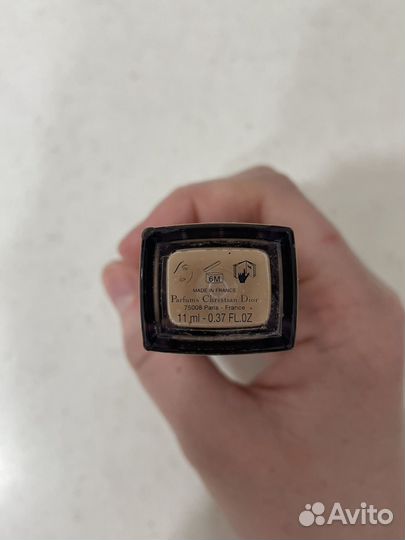 6M
MADE IN FRANCE
Parfums Christian Dior
75008 Paris - France
11 ml - 0.37 FL.OZ
Avito